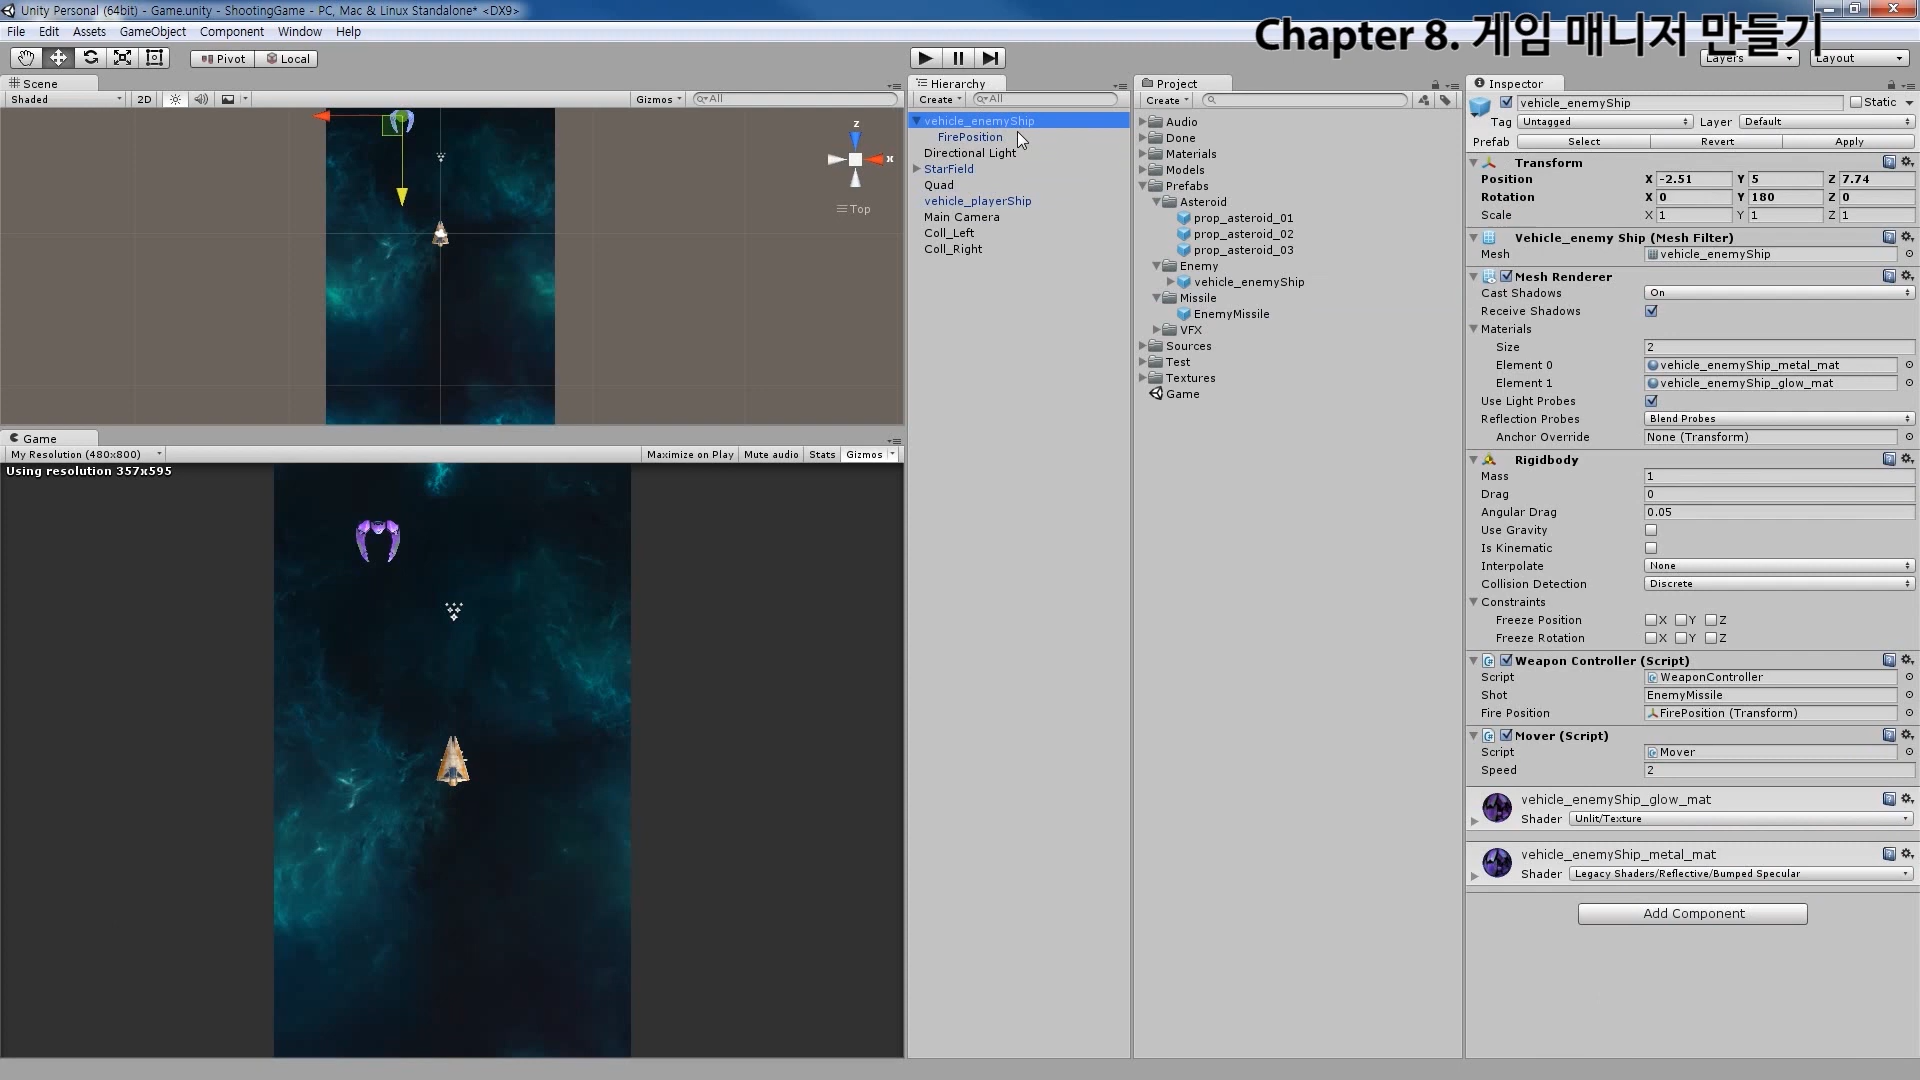 Unity Personal (64bit) - Game.unity - ShootingGame - PC, Mac & Linux Standalone* <DX9>
Chapter 8. 게임 매니저 만들기
File Edit Assets GameObject Component Window Help
Pivot Local
Layers Layout
Scene
Shaded 2D Gizmos All
z
x
Top
Game
My Resolution (480x800) Maximize on Play Mute audio Stats Gizmos
Using resolution 357x595
Hierarchy
Create All
vehicle_enemyShip
FirePosition
Directional Light
StarField
Quad
vehicle_playerShip
Main Camera
Coll_Left
Coll_Right
Project
Create
Audio
Done
Materials
Models
Prefabs
Asteroid
prop_asteroid_01
prop_asteroid_02
prop_asteroid_03
Enemy
vehicle_enemyShip
Missile
EnemyMissile
VFX
Sources
Test
Textures
Game
Inspector
vehicle_enemyShip Static
Tag Untagged Layer Default
Prefab Select Revert Apply
Transform
Position X -2.51 Y 5 Z 7.74
Rotation X 0 Y 180 Z 0
Scale X 1 Y 1 Z 1
Vehicle_enemy Ship (Mesh Filter)
Mesh vehicle_enemyShip
Mesh Renderer
Cast Shadows On
Receive Shadows
Materials
Size 2
Element 0 vehicle_enemyShip_metal_mat
Element 1 vehicle_enemyShip_glow_mat
Use Light Probes
Reflection Probes Blend Probes
Anchor Override None (Transform)
Rigidbody
Mass 1
Drag 0
Angular Drag 0.05
Use Gravity
Is Kinematic
Interpolate None
Collision Detection Discrete
Constraints
Freeze Position X Y Z
Freeze Rotation X Y Z
Weapon Controller (Script)
Script WeaponController
Shot EnemyMissile
Fire Position FirePosition (Transform)
Mover (Script)
Script Mover
Speed 2
vehicle_enemyShip_glow_mat
Shader Unlit/Texture
vehicle_enemyShip_metal_mat
Shader Legacy Shaders/Reflective/Bumped Specular
Add Component